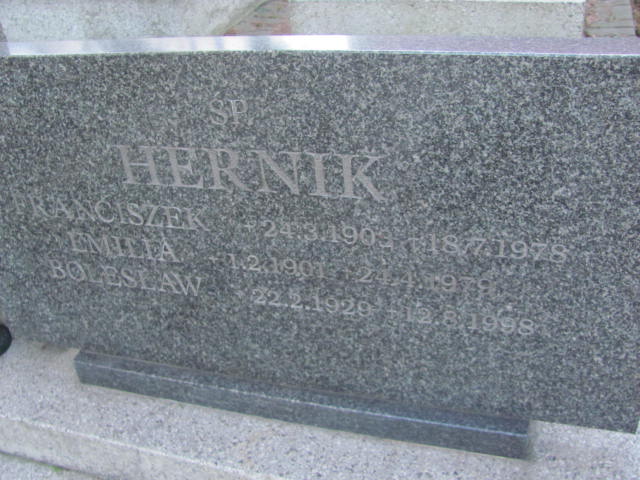 ŚP.
HERNIK
FRANCISZEK * 24.3.1902 + 18.7.1978
EMILIA * 1.2.1901 + 24.4.1979
BOLESŁAW * 22.2.1929 + 12.8.1998